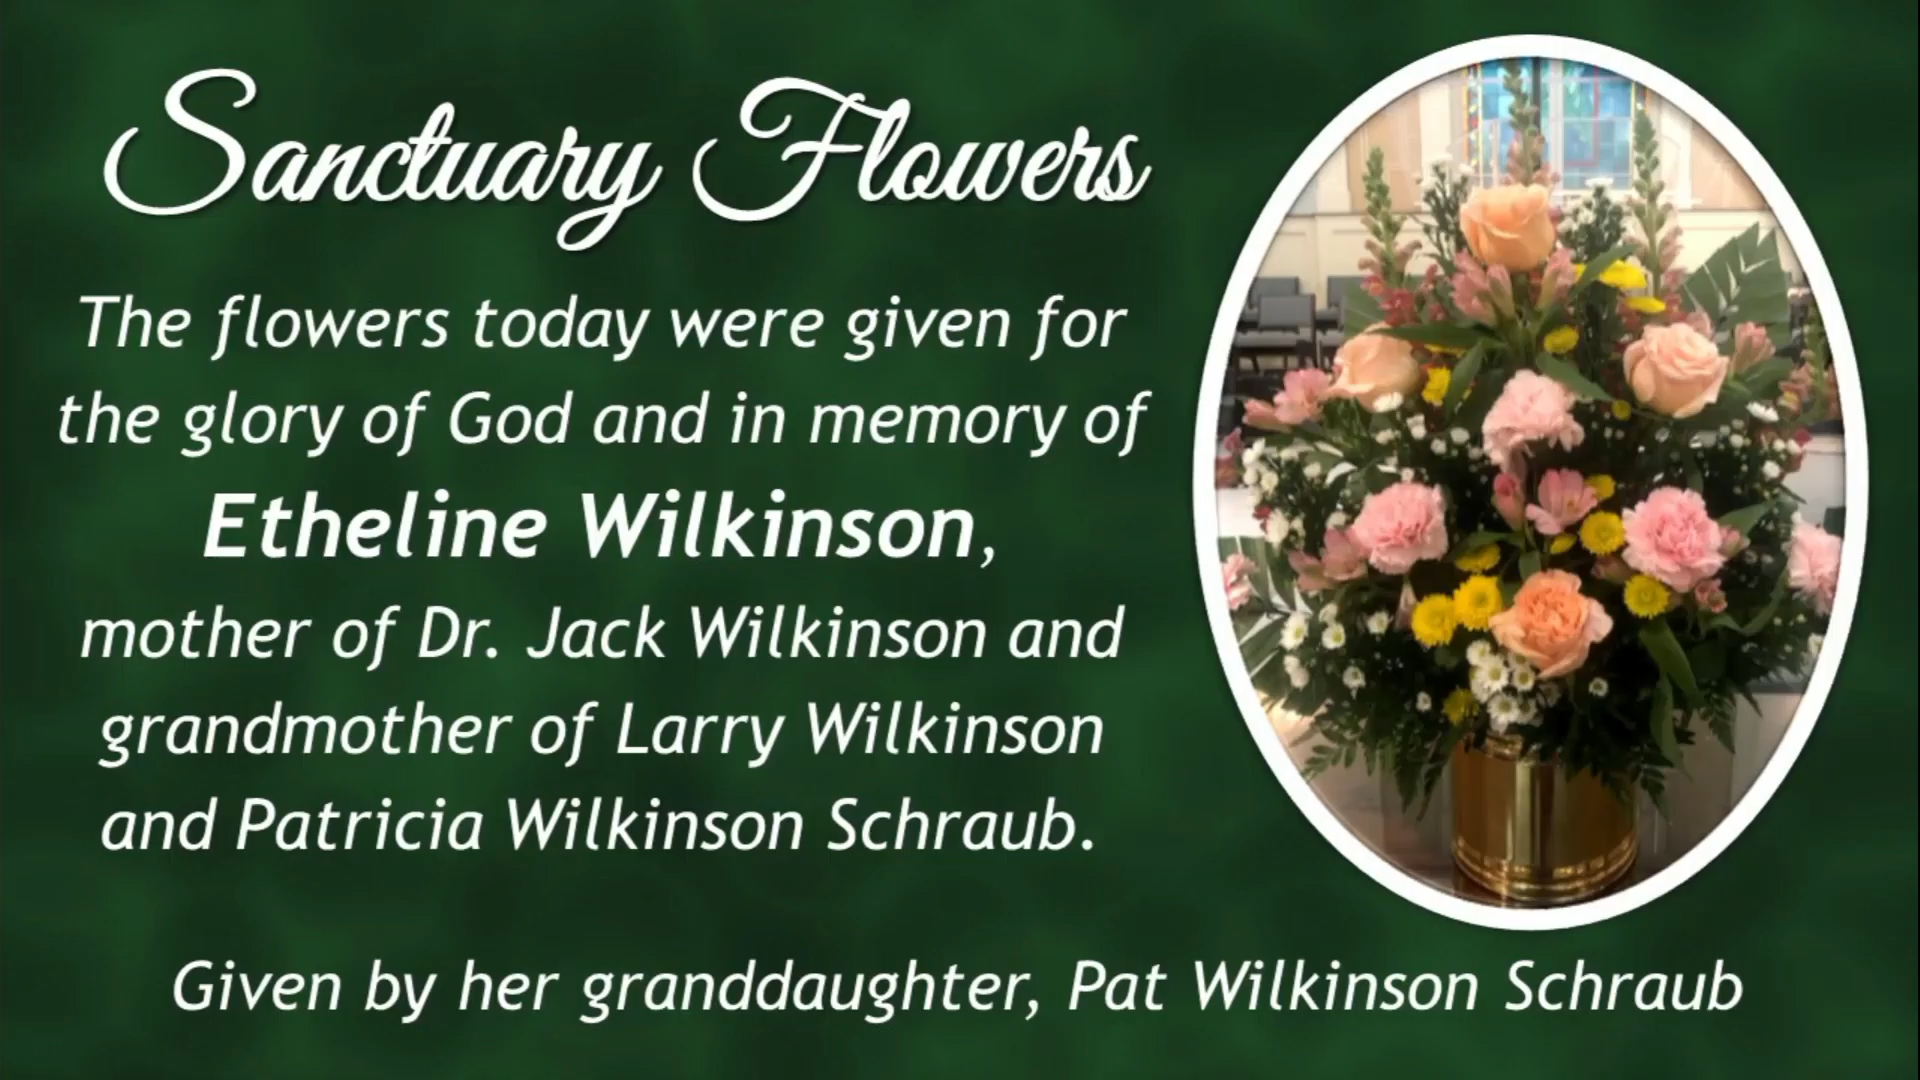 Sanctuary Flowers
The flowers today were given for
the glory of God and in memory of
Etheline Wilkinson,
mother of Dr. Jack Wilkinson and
grandmother of Larry Wilkinson
and Patricia Wilkinson Schraub.
Given by her granddaughter, Pat Wilkinson Schraub